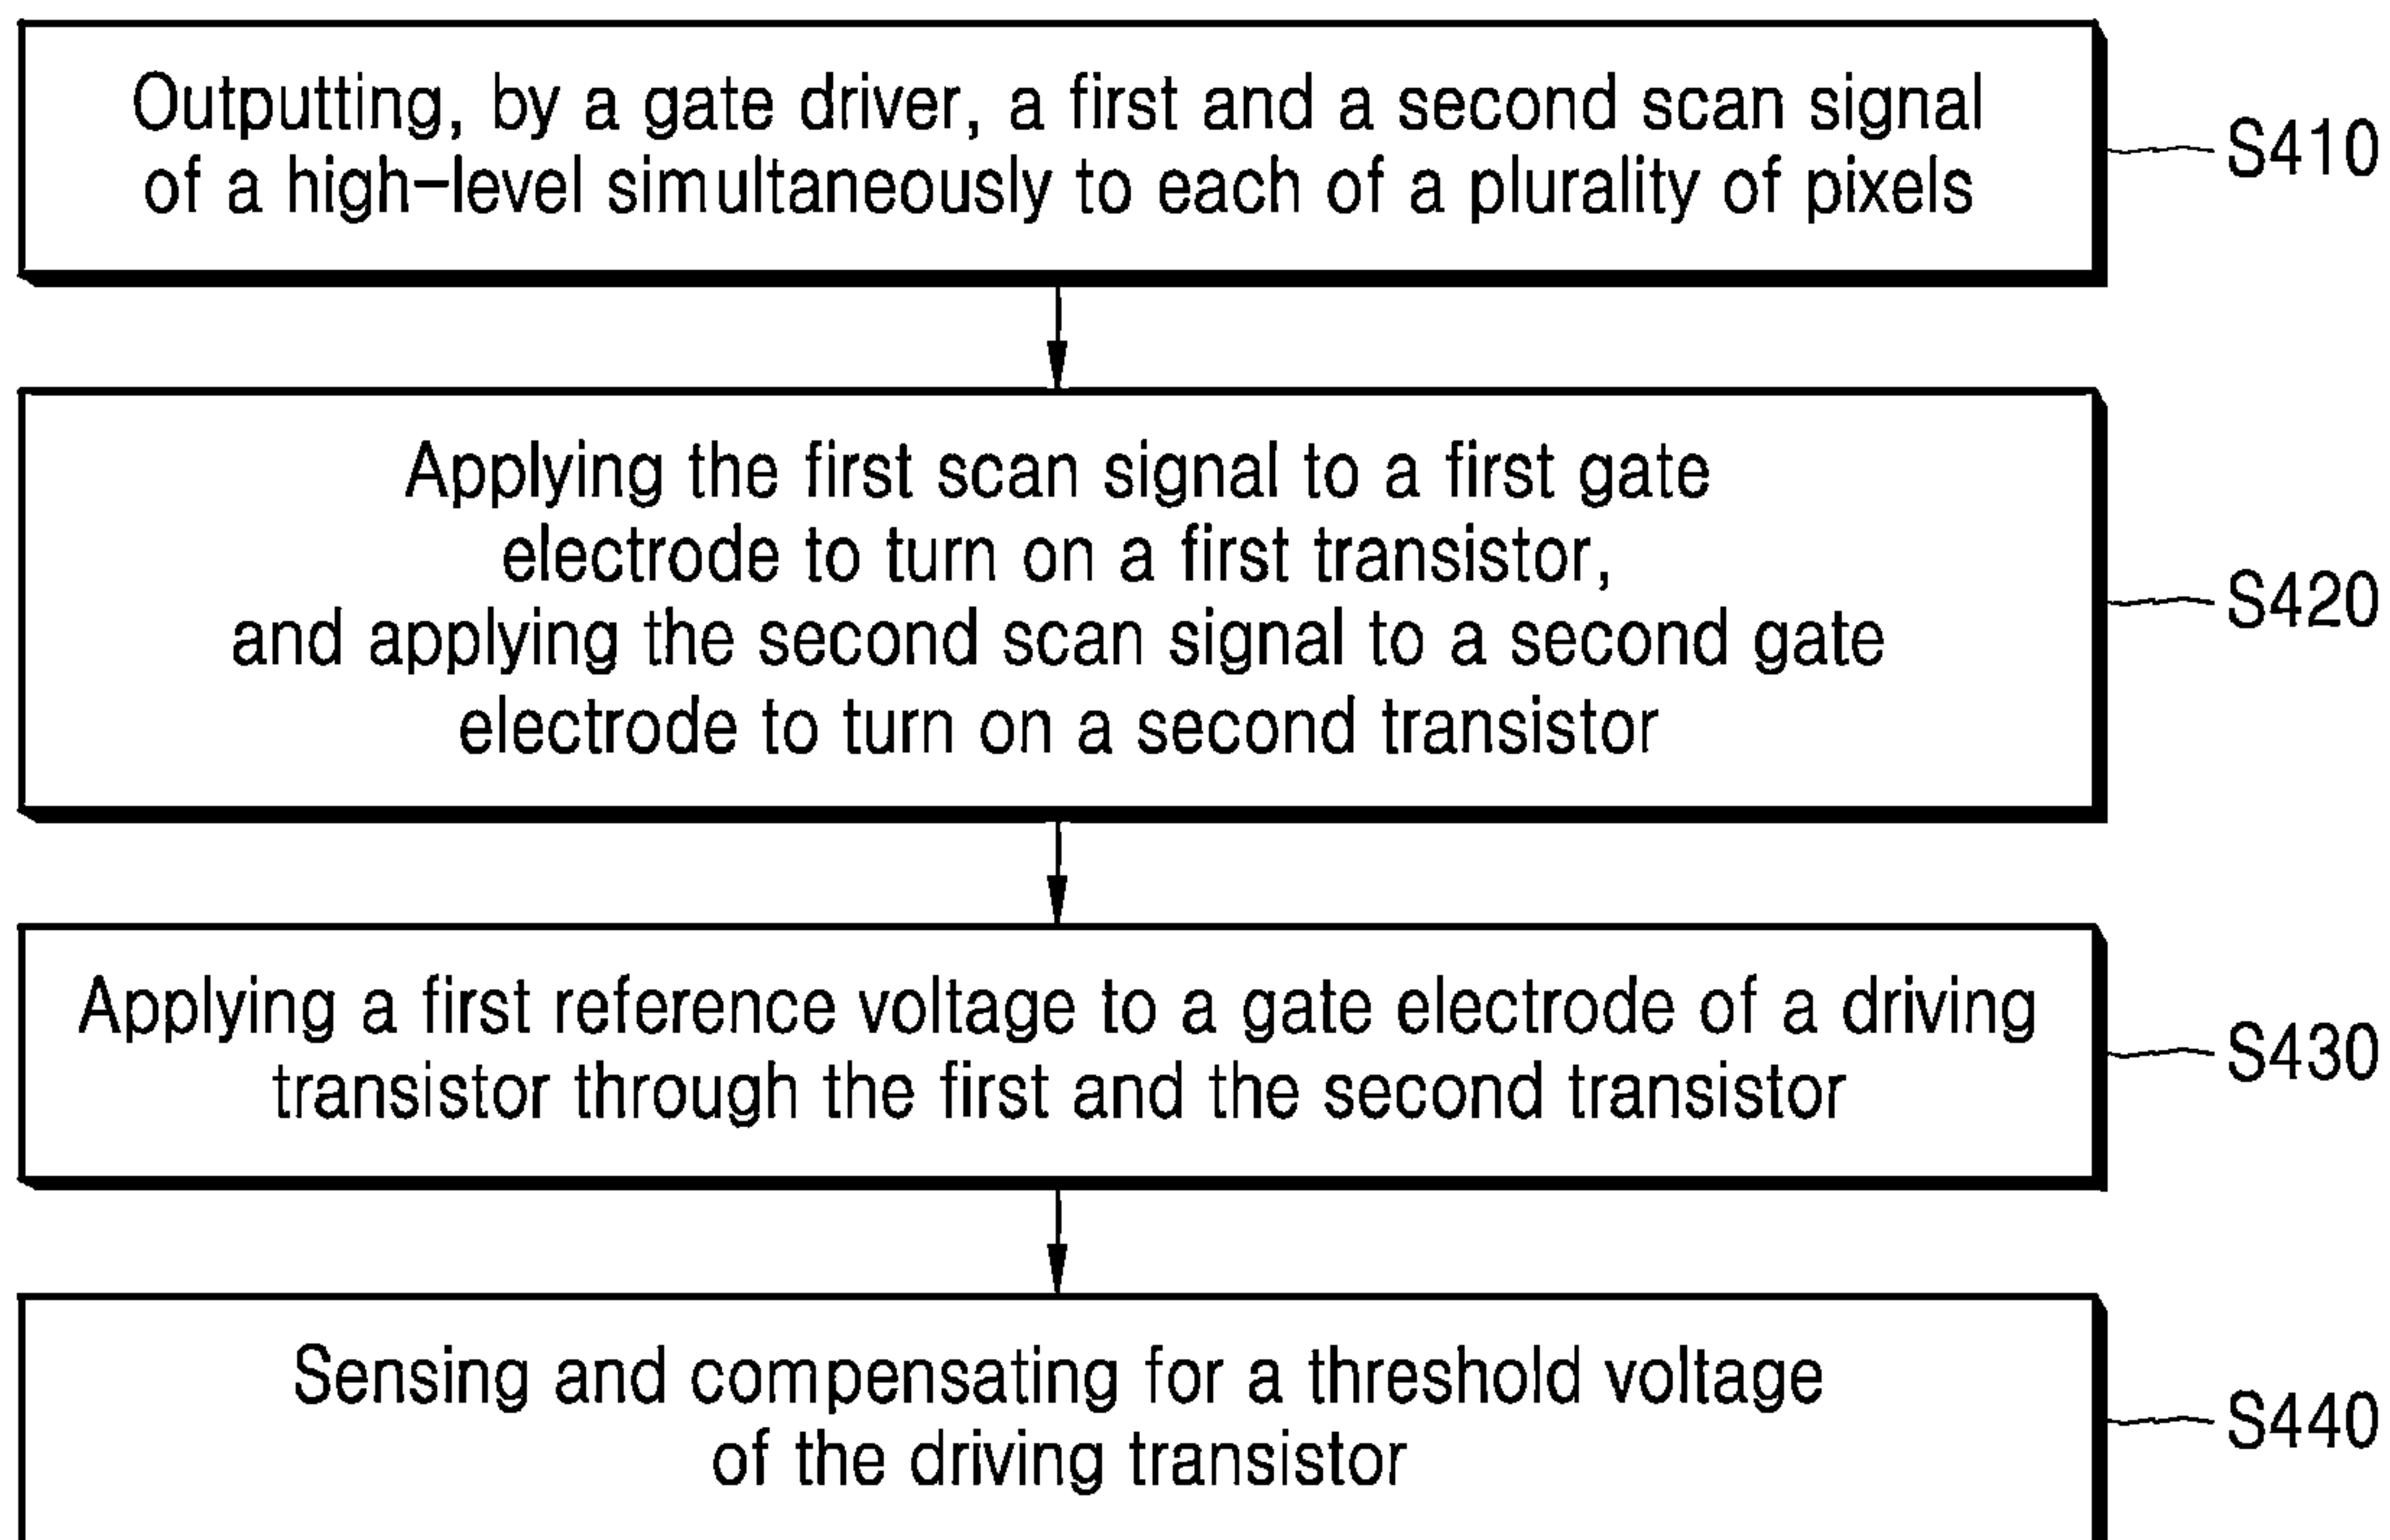 Outputting, by a gate driver, a first and a second scan signal
of a high-level simultaneously to each of a plurality of pixels
S410
Applying the first scan signal to a first gate
electrode to turn on a first transistor,
and applying the second scan signal to a second gate
electrode to turn on a second transistor
S420
Applying a first reference voltage to a gate electrode of a driving
transistor through the first and the second transistor
S430
Sensing and compensating for a threshold voltage
of the driving transistor
S440